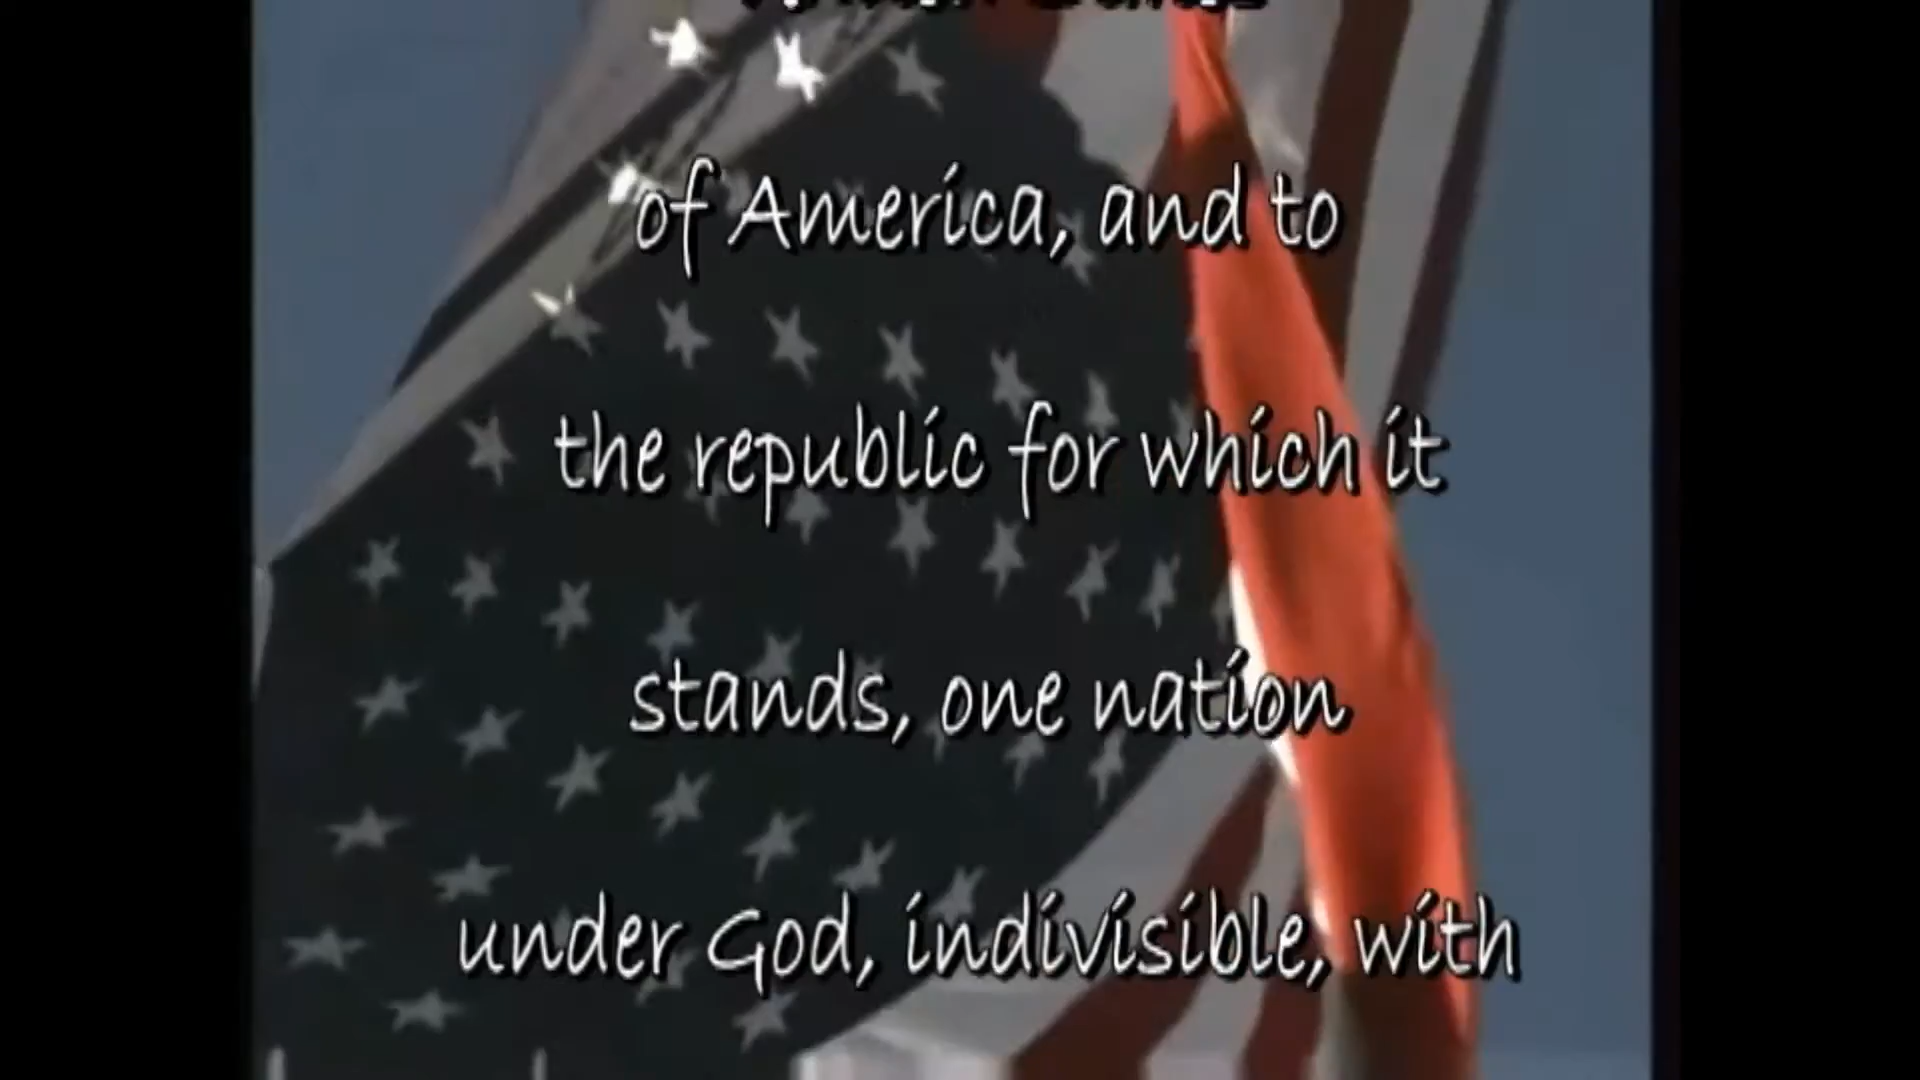 of America, and to
the republic for which it
stands, one nation
under God, indivisible, with